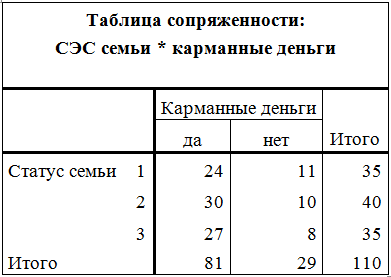 Таблица сопряженности:
СЭС семьи * карманные деньги
Карманные деньги
да нет Итого
Статус семьи 1 24 11 35
2 30 10 40
3 27 8 35
Итого 81 29 110